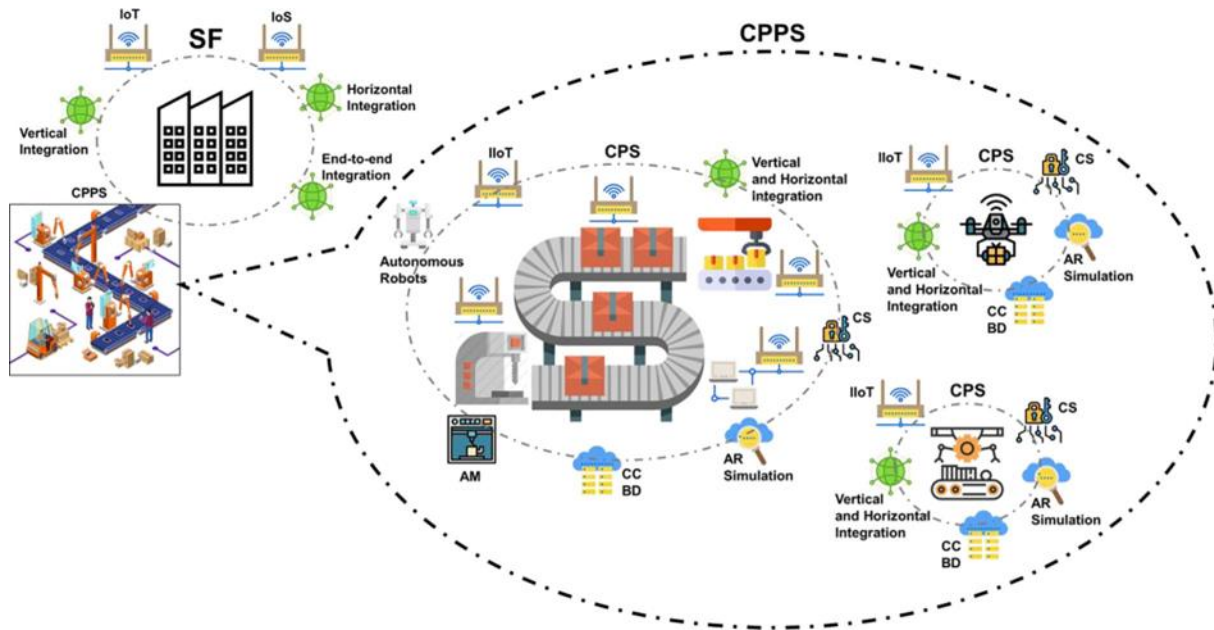 IoT
IoS
SF
Horizontal
Integration
Vertical
Integration
End-to-end
Integration
CPPS
CPPS
IIoT
CPS
Vertical
and Horizontal
Integration
Autonomous
Robots
CS
AM
CC
BD
AR
Simulation
IIoT
CPS
CS
Vertical
and Horizontal
Integration
AR
Simulation
CC
BD
IIoT
CPS
CS
Vertical
and Horizontal
Integration
AR
Simulation
CC
BD